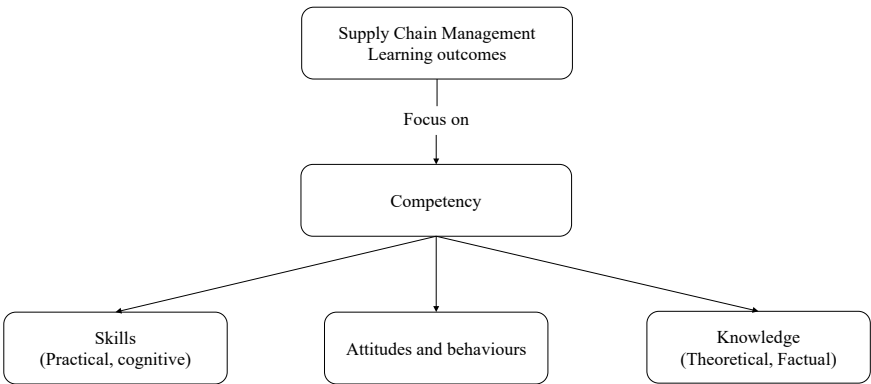 Supply Chain Management
Learning outcomes
Focus on
Competency
Skills
(Practical, cognitive)
Attitudes and behaviours
Knowledge
(Theoretical, Factual)